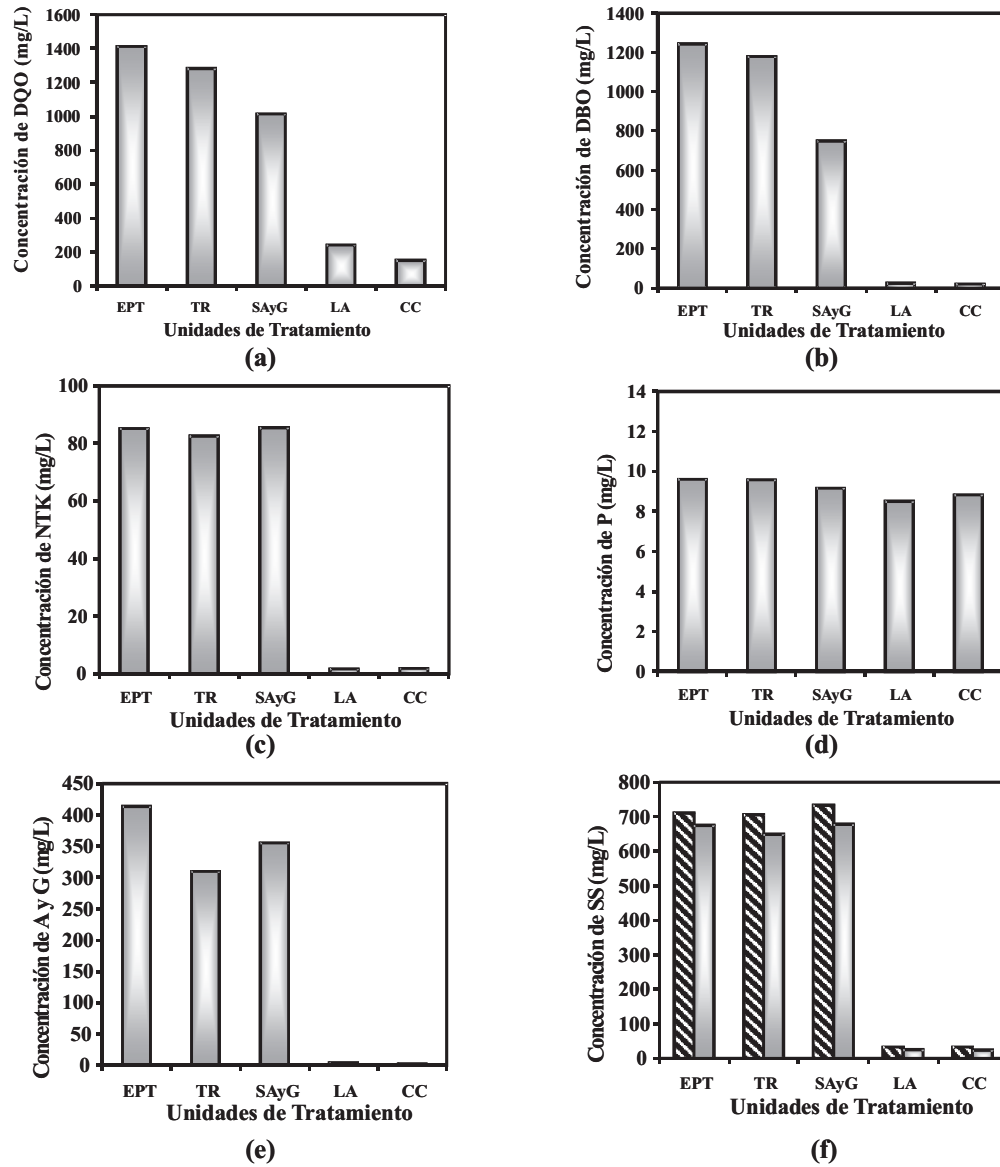 Concentración de DQO (mg/L)
1600
1400
1200
1000
800
600
400
200
0
EPT TR SAyG LA CC
Unidades de Tratamiento
(a)
Concentración de DBO (mg/L)
1400
1200
1000
800
600
400
200
0
EPT TR SAyG LA CC
Unidades de Tratamiento
(b)
Concentración de NTK (mg/L)
100
80
60
40
20
0
EPT TR SAyG LA CC
Unidades de Tratamiento
(c)
Concentración de P (mg/L)
14
12
10
8
6
4
2
0
EPT TR SAyG LA CC
Unidades de Tratamiento
(d)
Concentración de A y G (mg/L)
450
400
350
300
250
200
150
100
50
0
EPT TR SAyG LA CC
Unidades de Tratamiento
(e)
Concentración de SS (mg/L)
800
700
600
500
400
300
200
100
0
EPT TR SAyG LA CC
Unidades de Tratamiento
(f)